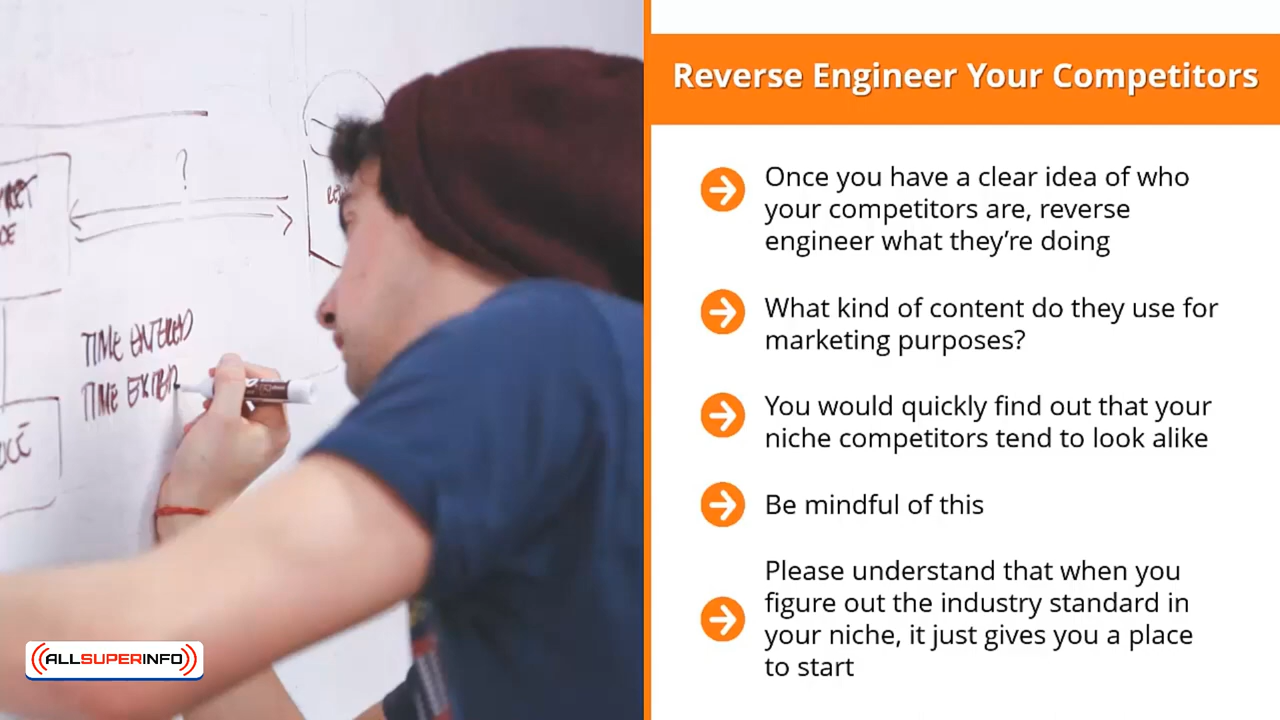 Reverse Engineer Your Competitors
Once you have a clear idea of who
your competitors are, reverse
engineer what they’re doing
What kind of content do they use for
marketing purposes?
You would quickly find out that your
niche competitors tend to look alike
Be mindful of this
Please understand that when you
figure out the industry standard in
your niche, it just gives you a place
to start
?
TIME ENTERED
TIME
ALLSUPERINFO